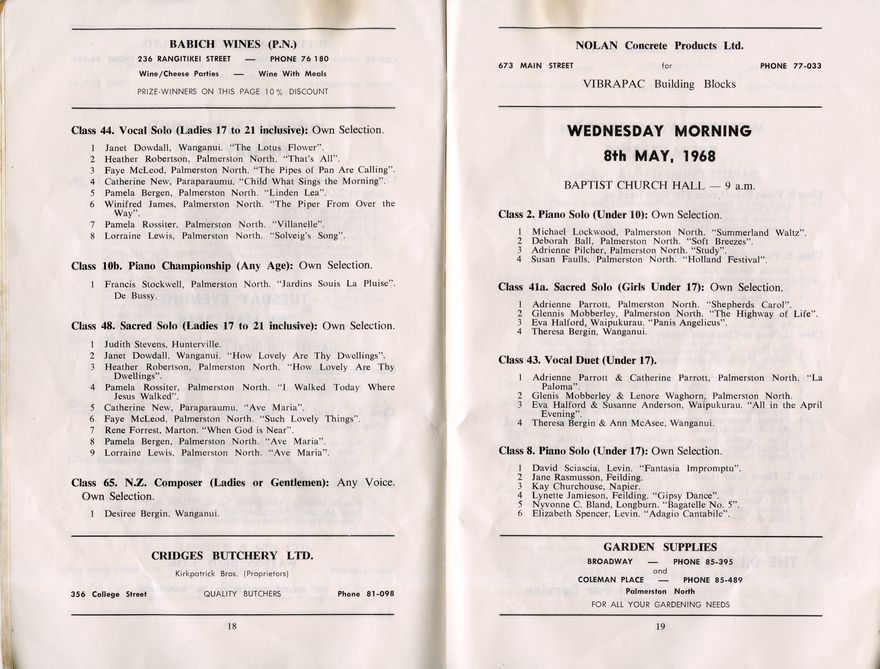 BABICH WINES (P.N.)
236 RANGITIKEI STREET — PHONE 76 180
Wine/Cheese Parties — Wine With Meals
PRIZE-WINNERS ON THIS PAGE 10% DISCOUNT
Class 44. Vocal Solo (Ladies 17 to 21 inclusive): Own Selection.
1 Janet Dowdall, Wanganui. "The Lotus Flower".
2 Heather Robertson, Palmerston North. "That's All".
3 Faye McLeod, Palmerston North. "The Pipes of Pan Are Calling".
4 Catherine New, Paraparaumu. "Child What Sings the Morning".
5 Pamela Bergen, Palmerston North. "Linden Lea".
6 Winifred James, Palmerston North. "The Piper From Over the
Way".
7 Pamela Rossiter, Palmerston North. "Villanelle".
8 Lorraine Lewis, Palmerston North. "Solveig's Song".
Class 10b. Piano Championship (Any Age): Own Selection.
1 Francis Stockwell, Palmerston North. "Jardins Souis La Pluise".
De Bussy.
Class 48. Sacred Solo (Ladies 17 to 21 inclusive): Own Selection.
1 Judith Stevens, Hunterville.
2 Janet Dowdall, Wanganui. "How Lovely Are Thy Dwellings".
3 Heather Robertson, Palmerston North. "How Lovely Are Thy
Dwellings".
4 Pamela Rossiter, Palmerston North. "I Walked Today Where
Jesus Walked".
5 Catherine New, Paraparaumu. "Ave Maria".
6 Faye McLeod, Palmerston North. "Such Lovely Things".
7 Rene Forrest, Marton. "When God is Near".
8 Pamela Bergen, Palmerston North. "Ave Maria".
9 Lorraine Lewis, Palmerston North. "Ave Maria".
Class 65. N.Z. Composer (Ladies or Gentlemen): Any Voice.
Own Selection.
1 Desiree Bergin, Wanganui.
CRIDGES BUTCHERY LTD.
Kirkpatrick Bros. (Proprietors)
356 College Street QUALITY BUTCHERS Phone 81-098
18
NOLAN Concrete Products Ltd.
673 MAIN STREET for PHONE 77-033
VIBRAPAC Building Blocks
WEDNESDAY MORNING
8th MAY, 1968
BAPTIST CHURCH HALL — 9 a.m.
Class 2. Piano Solo (Under 10): Own Selection.
1 Michael Lockwood, Palmerston North. "Summerland Waltz".
2 Deborah Ball, Palmerston North. "Soft Breezes".
3 Adrienne Pilcher, Palmerston North. "Study".
4 Susan Faulls, Palmerston North. "Holland Festival".
Class 41a. Sacred Solo (Girls Under 17): Own Selection.
1 Adrienne Parrott, Palmerston North. "Shepherds Carol".
2 Glennis Mobberley, Palmerston North. "The Highway of Life".
3 Eva Halford, Waipukurau. "Panis Angelicus".
4 Theresa Bergin, Wanganui.
Class 43. Vocal Duet (Under 17).
1 Adrienne Parrott & Catherine Parrott, Palmerston North. "La
Paloma".
2 Glenis Mobberley & Lenore Waghorn, Palmerston North.
3 Eva Halford & Susanne Anderson, Waipukurau. "All in the April
Evening".
4 Theresa Bergin & Ann McAsee, Wanganui.
Class 8. Piano Solo (Under 17): Own Selection.
1 David Sciascia, Levin. "Fantasia Impromptu".
2 Jane Rasmusson, Feilding.
3 Kay Churchouse, Napier.
4 Lynette Jamieson, Feilding. "Gipsy Dance".
5 Nyvonne C. Bland, Longburn. "Bagatelle No. 5".
6 Elizabeth Spencer, Levin. "Adagio Cantabile".
GARDEN SUPPLIES
BROADWAY — PHONE 85-395
and
COLEMAN PLACE — PHONE 85-489
Palmerston North
FOR ALL YOUR GARDENING NEEDS
19